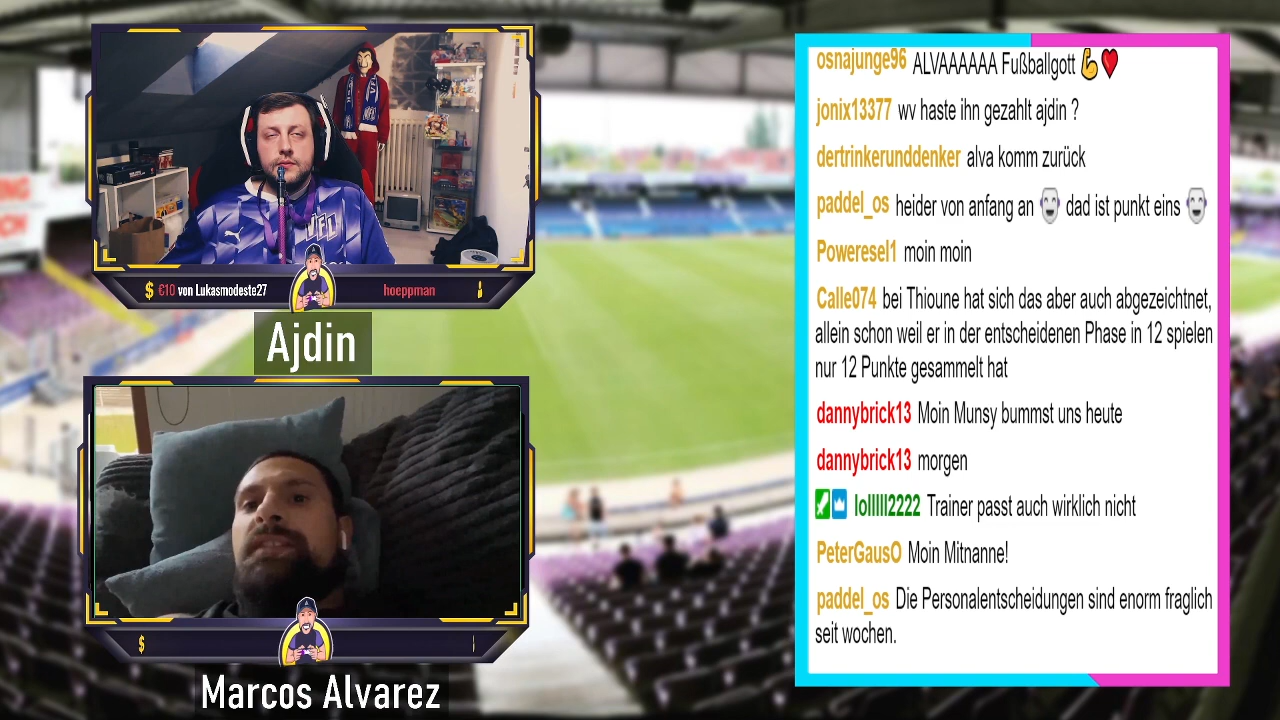 VFL
$ €10 von Lukasmodeste27
hoeppman
Ajdin
$
Marcos Alvarez
osnajunge96 ALVAAAAAA Fußballgott 💪♥
jonix13377 wv haste ihn gezahlt ajdin ?
dertrinkerunddenker alva komm zurück
paddel_os heider von anfang an dad ist punkt eins
Poweresel1 moin moin
Calle074 bei Thioune hat sich das aber auch abgezeichnet,
allein schon weil er in der entscheidenen Phase in 12 spielen
nur 12 Punkte gesammelt hat
dannybrick13 Moin Munsy bummst uns heute
dannybrick13 morgen
lolllll2222 Trainer passt auch wirklich nicht
PeterGausO Moin Mitnanne!
paddel_os Die Personalentscheidungen sind enorm fraglich
seit wochen.